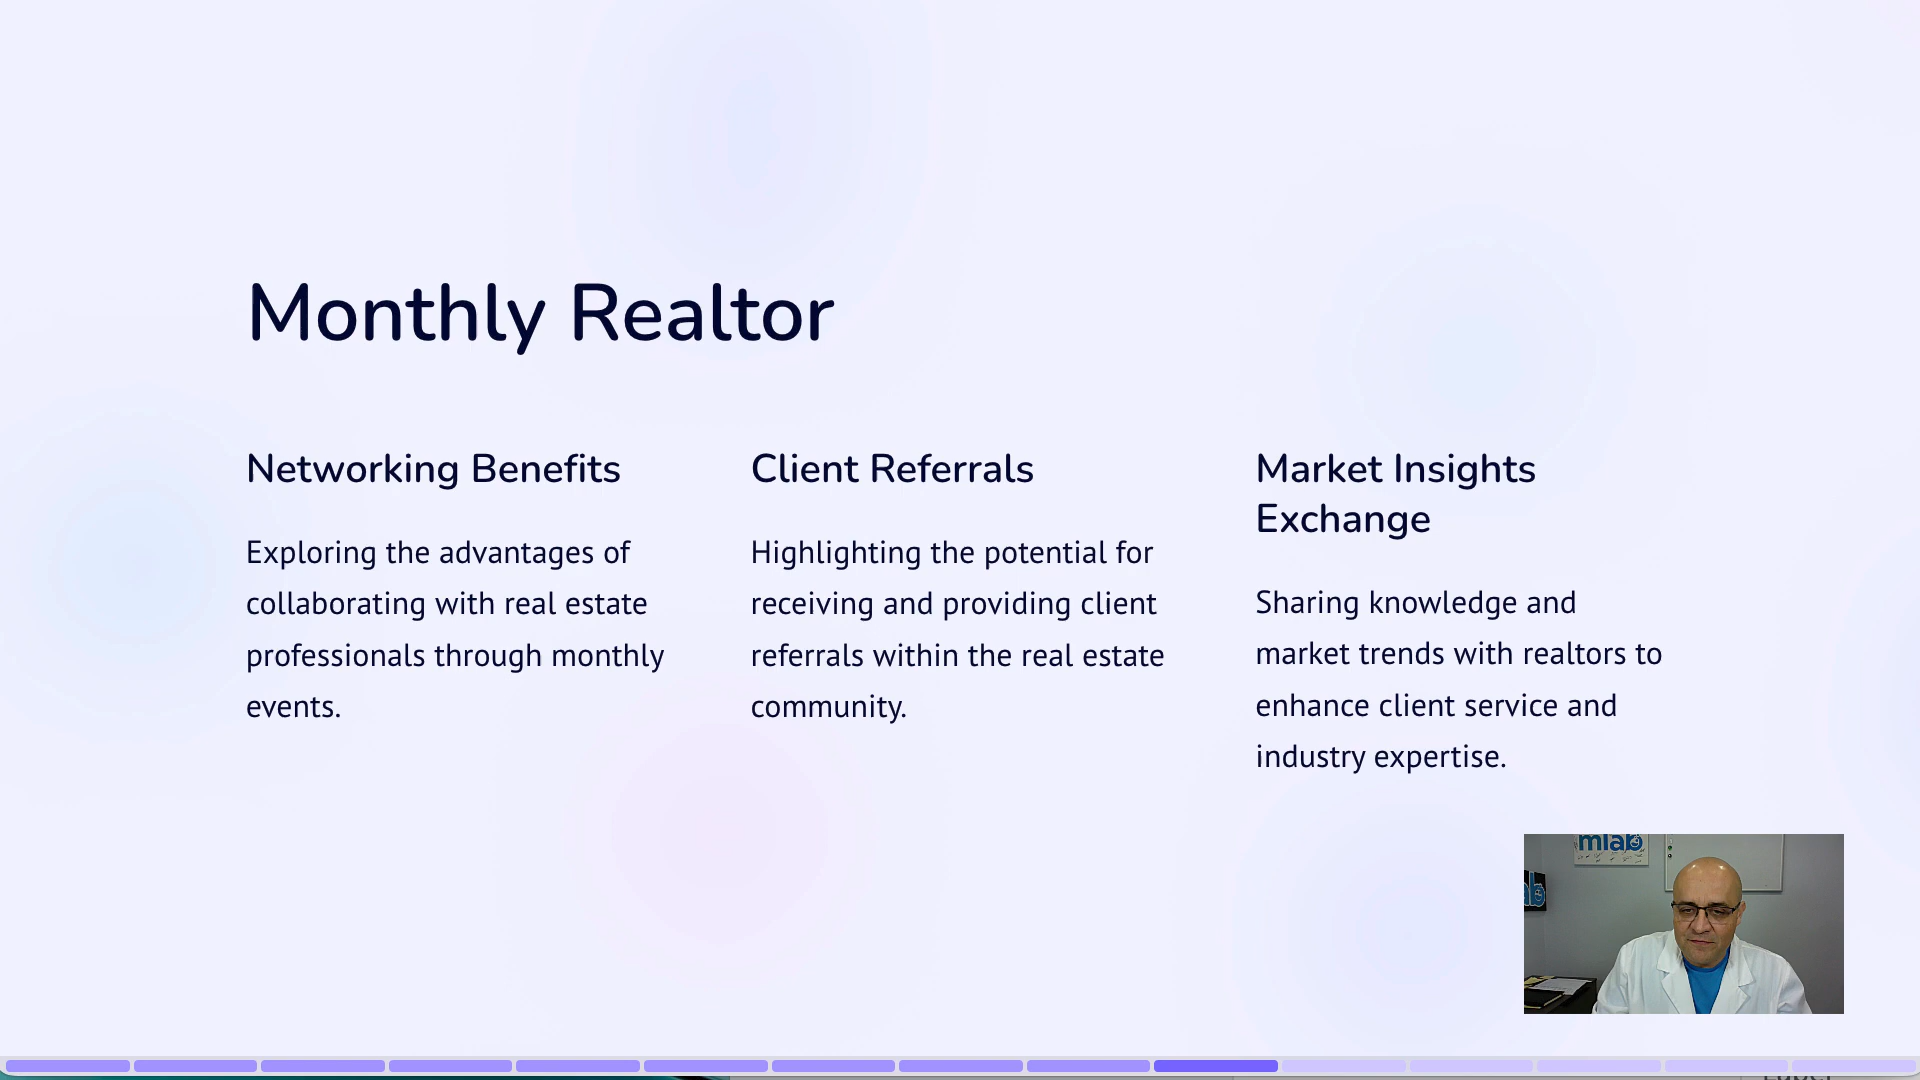 Monthly Realtor
Networking Benefits
Exploring the advantages of
collaborating with real estate
professionals through monthly
events.
Client Referrals
Highlighting the potential for
receiving and providing client
referrals within the real estate
community.
Market Insights
Exchange
Sharing knowledge and
market trends with realtors to
enhance client service and
industry expertise.
mlab